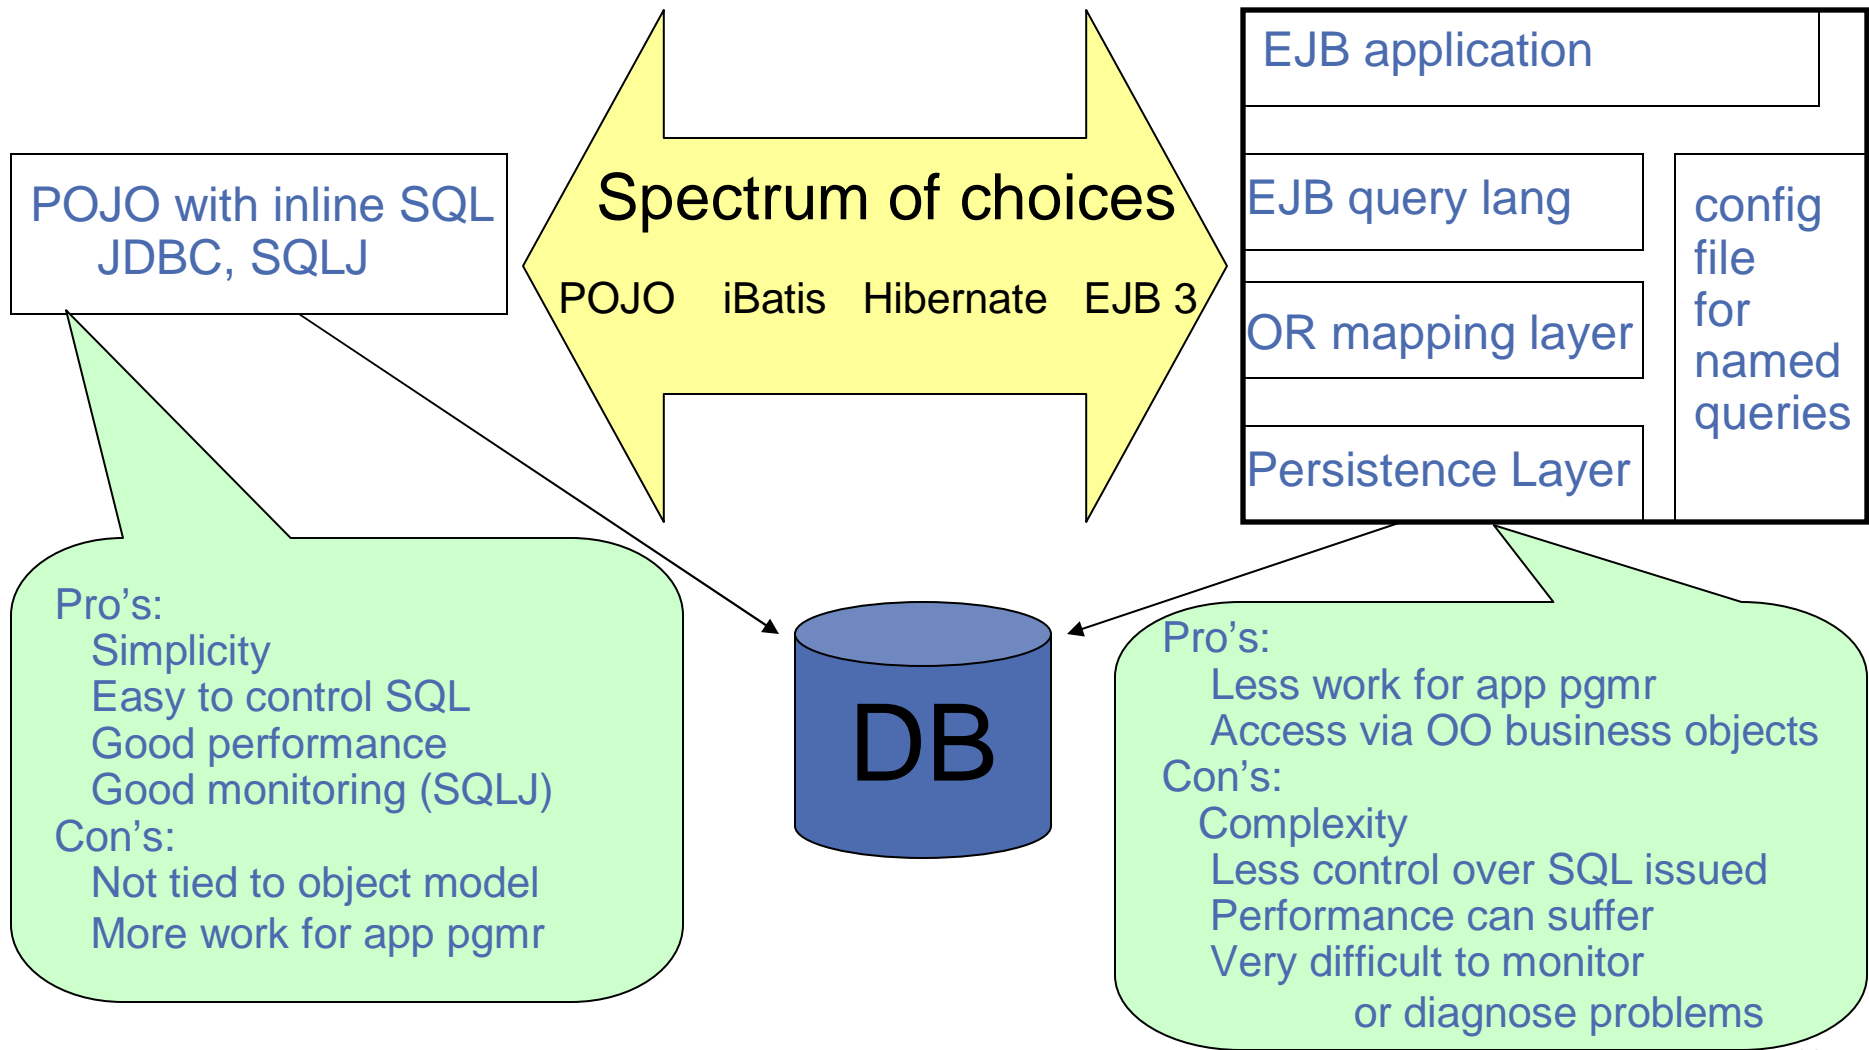 POJO with inline SQL
JDBC, SQLJ
Spectrum of choices
POJO iBatis Hibernate EJB 3
EJB application
EJB query lang
OR mapping layer
Persistence Layer
config
file
for
named
queries
Pro’s:
Simplicity
Easy to control SQL
Good performance
Good monitoring (SQLJ)
Con’s:
Not tied to object model
More work for app pgmr
DB
Pro’s:
Less work for app pgmr
Access via OO business objects
Con’s:
Complexity
Less control over SQL issued
Performance can suffer
Very difficult to monitor
or diagnose problems